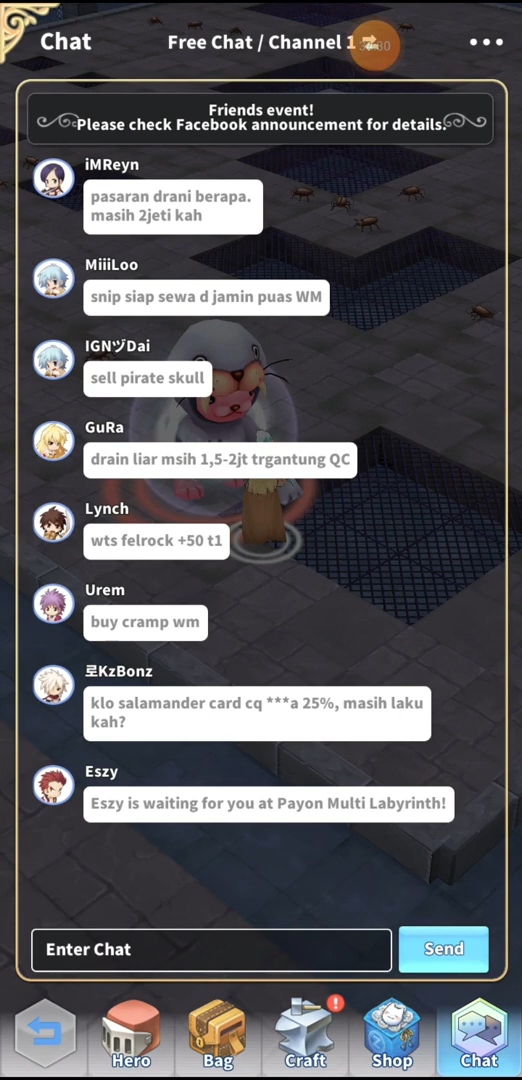 Chat
Free Chat / Channel 1
Friends event!
Please check Facebook announcement for details.
iMReyn
pasaran drani berapa.
masih 2jeti kah
MiiiLoo
snip siap sewa d jamin puas WM
IGNヅDai
sell pirate skull
GuRa
drain liar msih 1,5-2jt trgantung QC
Lynch
wts felrock +50 t1
Urem
buy cramp wm
로KzBonz
klo salamander card cq ***a 25%, masih laku
kah?
Eszy
Eszy is waiting for you at Payon Multi Labyrinth!
Enter Chat
Send
Hero
Bag
Craft
Shop
Chat